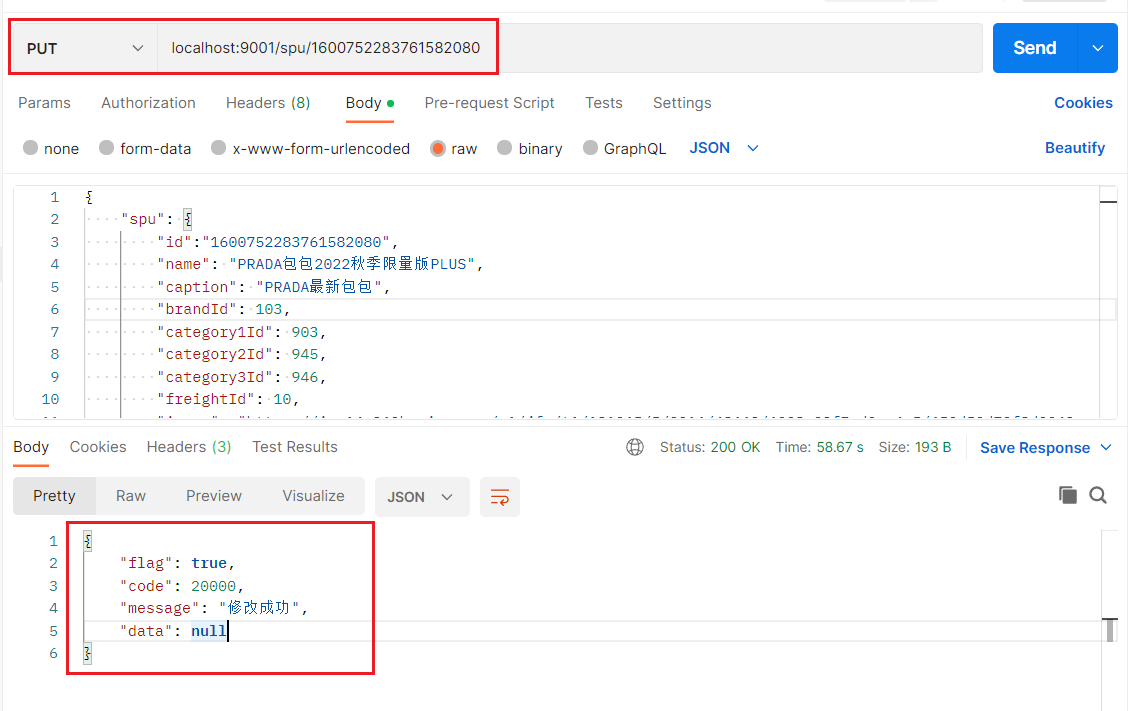 PUT localhost:9001/spu/1600752283761582080 Send
Params Authorization Headers (8) Body Pre-request Script Tests Settings Cookies
none form-data x-www-form-urlencoded raw binary GraphQL JSON Beautify
1 {
2 "spu": {
3 "id":"1600752283761582080",
4 "name": "PRADA包包2022秋季限量版PLUS",
5 "caption": "PRADA最新包包",
6 "brandId": 103,
7 "category1Id": 903,
8 "category2Id": 945,
9 "category3Id": 946,
10 "freightId": 10,
Body Cookies Headers (3) Test Results Status: 200 OK Time: 58.67 s Size: 193 B Save Response
Pretty Raw Preview Visualize JSON
1 {
2 "flag": true,
3 "code": 20000,
4 "message": "修改成功",
5 "data": null
6 }